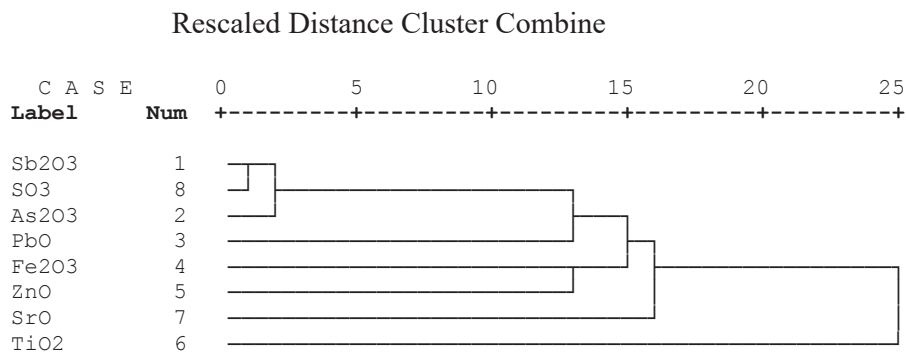 Rescaled Distance Cluster Combine
C A S E 0 5 10 15 20 25
Label Num +---------+---------+---------+---------+---------+
Sb2O3 1
SO3 8
As2O3 2
PbO 3
Fe2O3 4
ZnO 5
SrO 7
TiO2 6